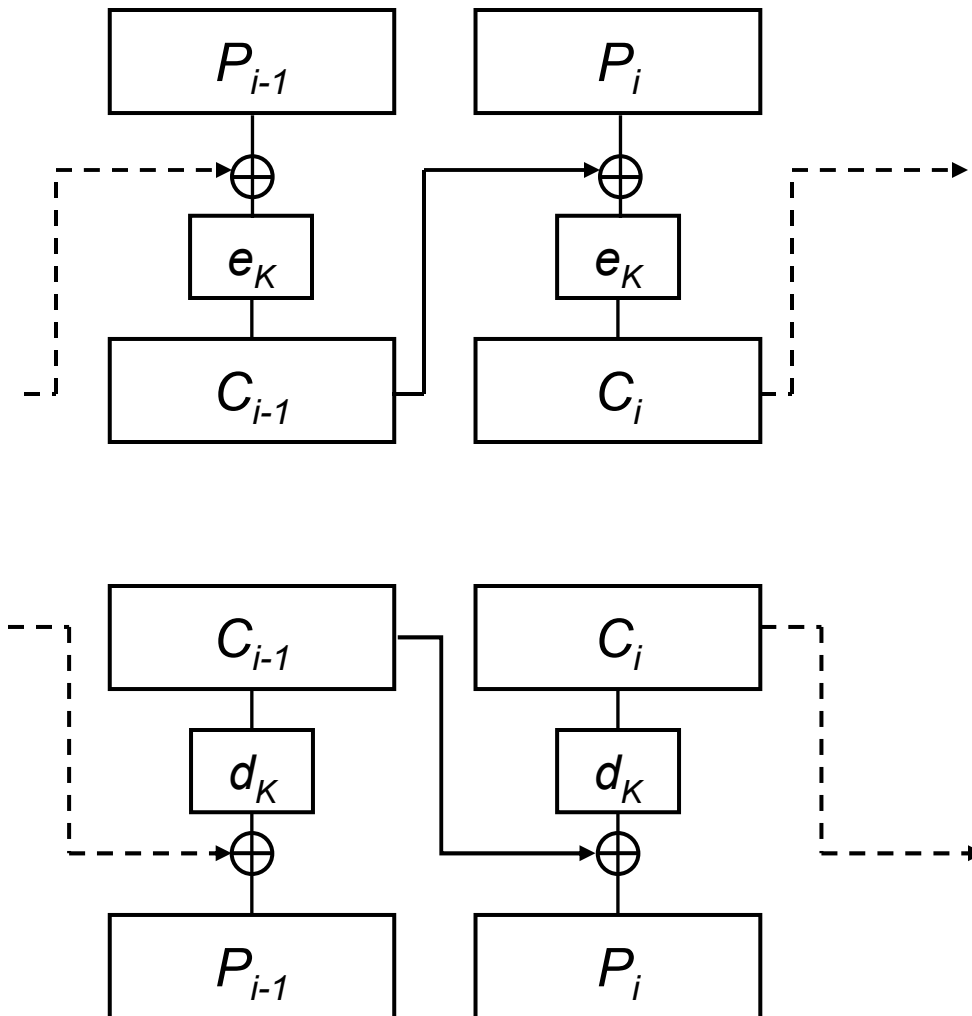 P_{i-1} P_i
e_K e_K
C_{i-1} C_i
C_{i-1} C_i
d_K d_K
P_{i-1} P_i